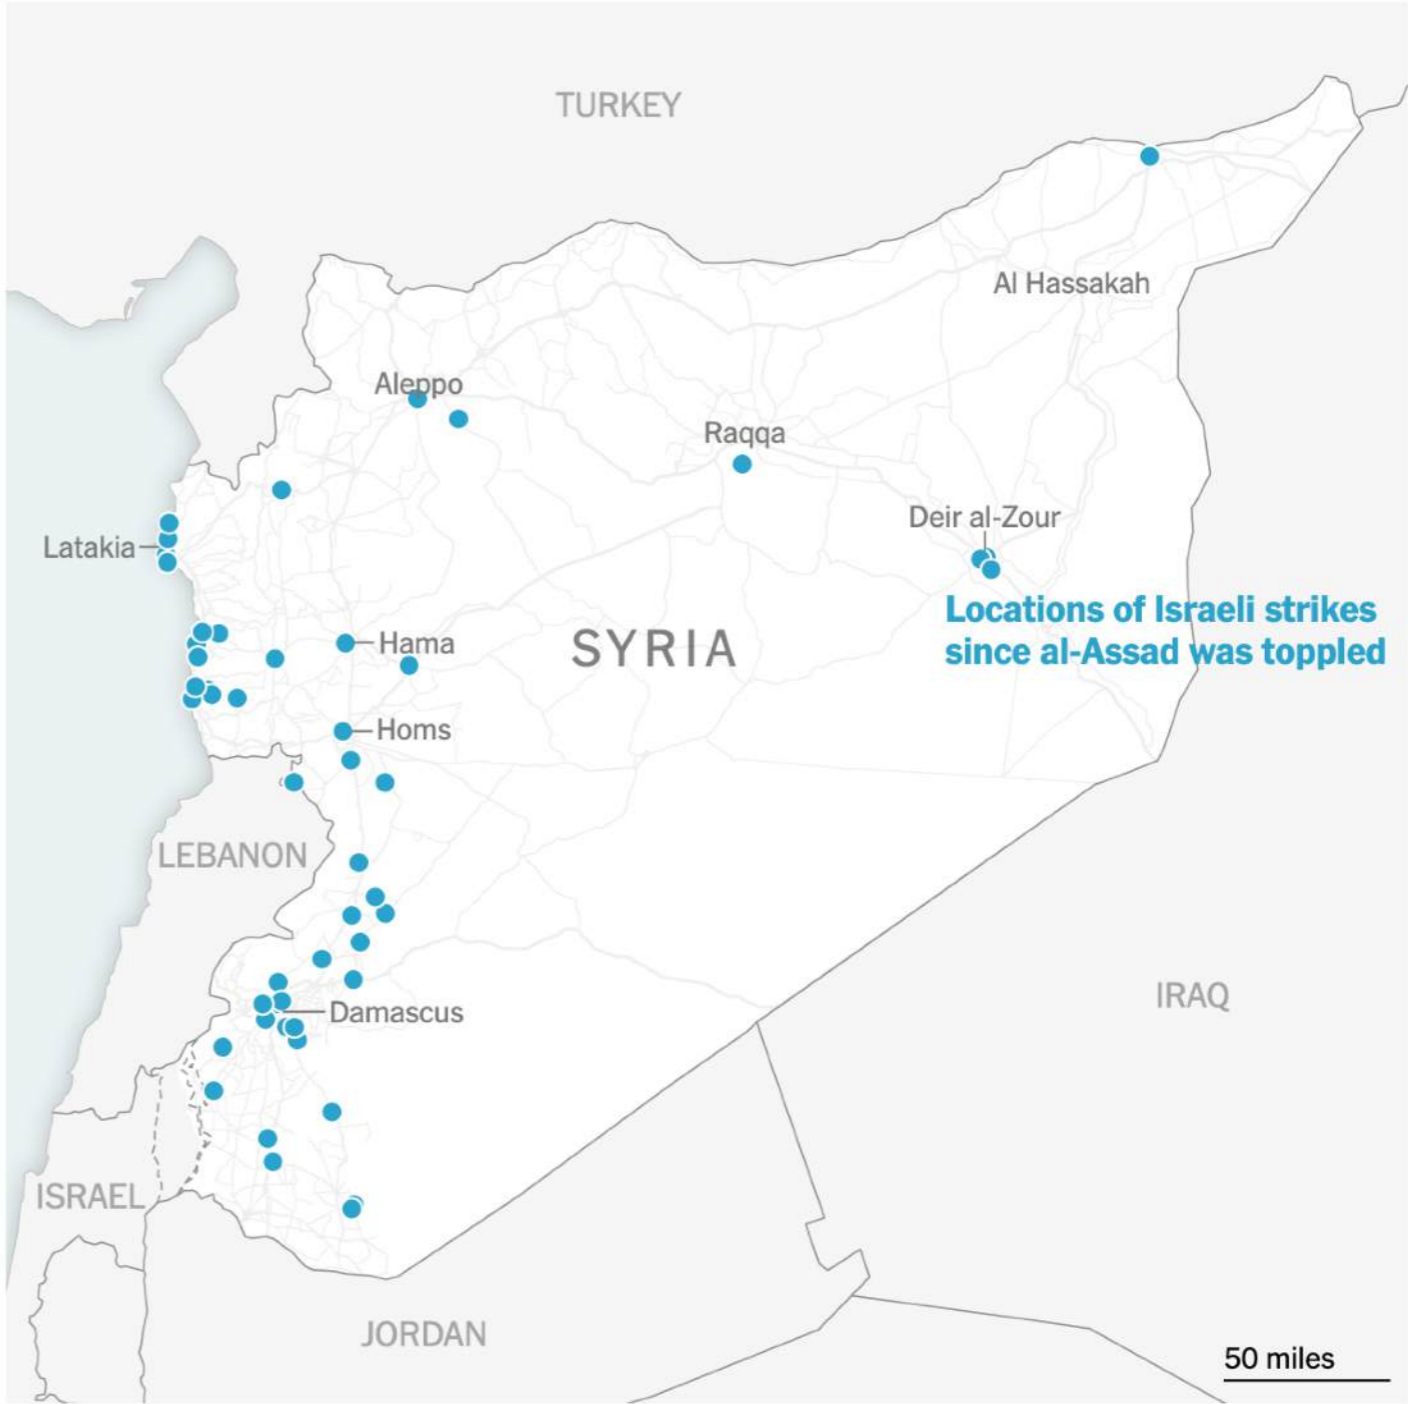 TURKEY
Al Hassakah
Aleppo
Raqqa
Deir al-Zour
Latakia
Locations of Israeli strikes
since al-Assad was toppled
Hama
SYRIA
Homs
LEBANON
IRAQ
Damascus
ISRAEL
JORDAN
50 miles